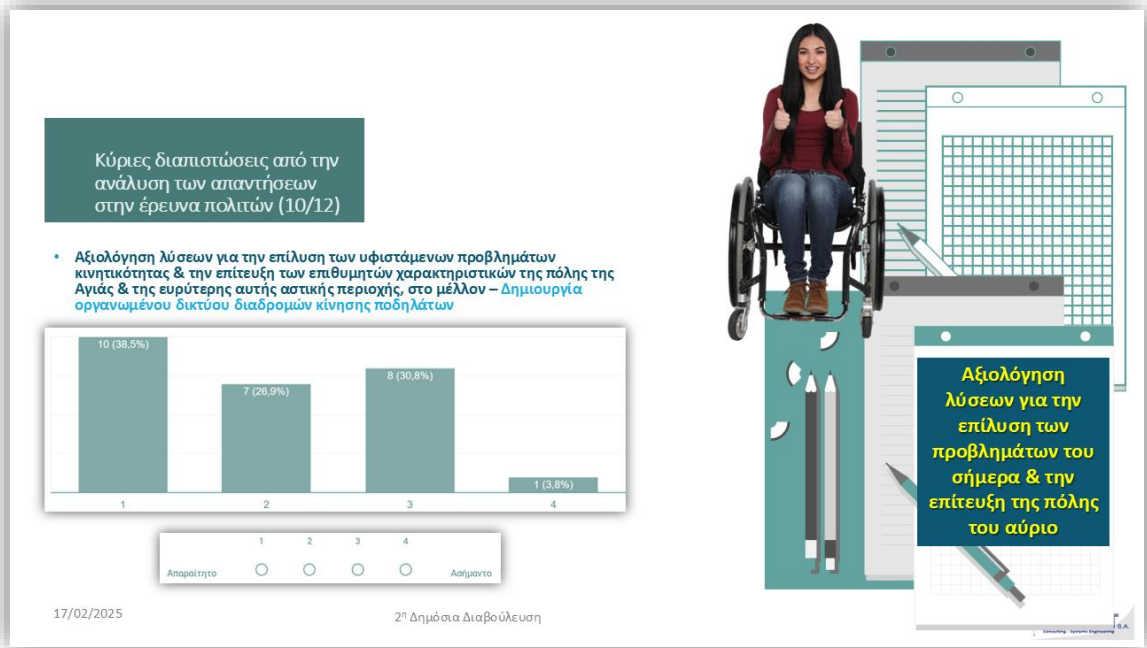 Κύριες διαπιστώσεις από την
ανάλυση των απαντήσεων
στην έρευνα πολιτών (10/12)
• Αξιολόγηση λύσεων για την επίλυση των υφιστάμενων προβλημάτων
κινητικότητας & την επίτευξη των επιθυμητών χαρακτηριστικών της πόλης της
Αγιάς & της ευρύτερης αυτής αστικής περιοχής, στο μέλλον – Δημιουργία
οργανωμένου δικτύου διαδρομών κίνησης ποδηλάτων
10 (38,5%)
7 (26,9%)
8 (30,8%)
1 (3,8%)
1 2 3 4
1 2 3 4
Απαραίτητο Ασήμαντο
Αξιολόγηση
λύσεων για την
επίλυση των
προβλημάτων του
σήμερα & την
επίτευξη της πόλης
του αύριο
17/02/2025
2η Δημόσια Διαβούλευση
S.A.
Consulting - Systems Engineering